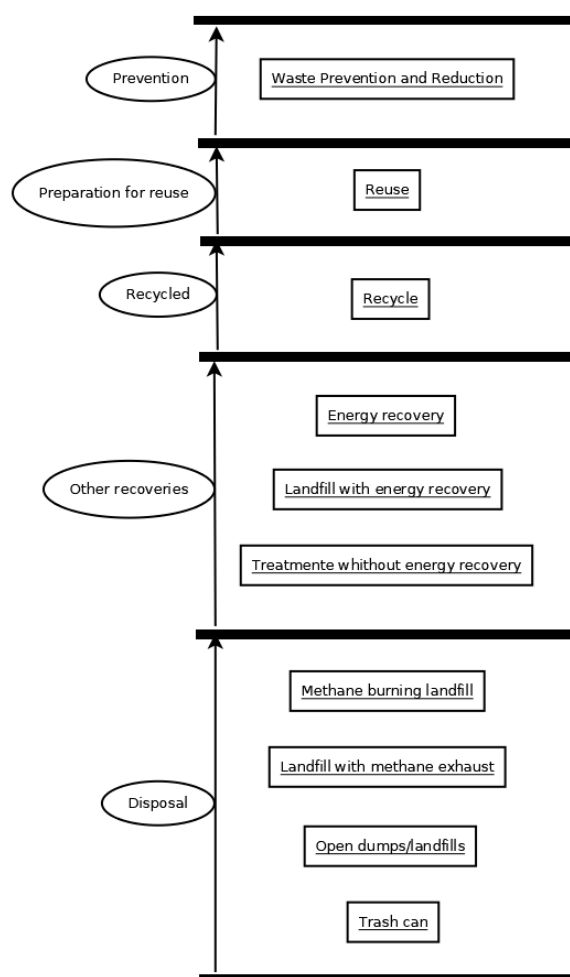 Prevention
Waste Prevention and Reduction
Preparation for reuse
Reuse
Recycled
Recycle
Energy recovery
Other recoveries
Landfill with energy recovery
Treatmente whithout energy recovery
Methane burning landfill
Landfill with methane exhaust
Disposal
Open dumps/landfills
Trash can